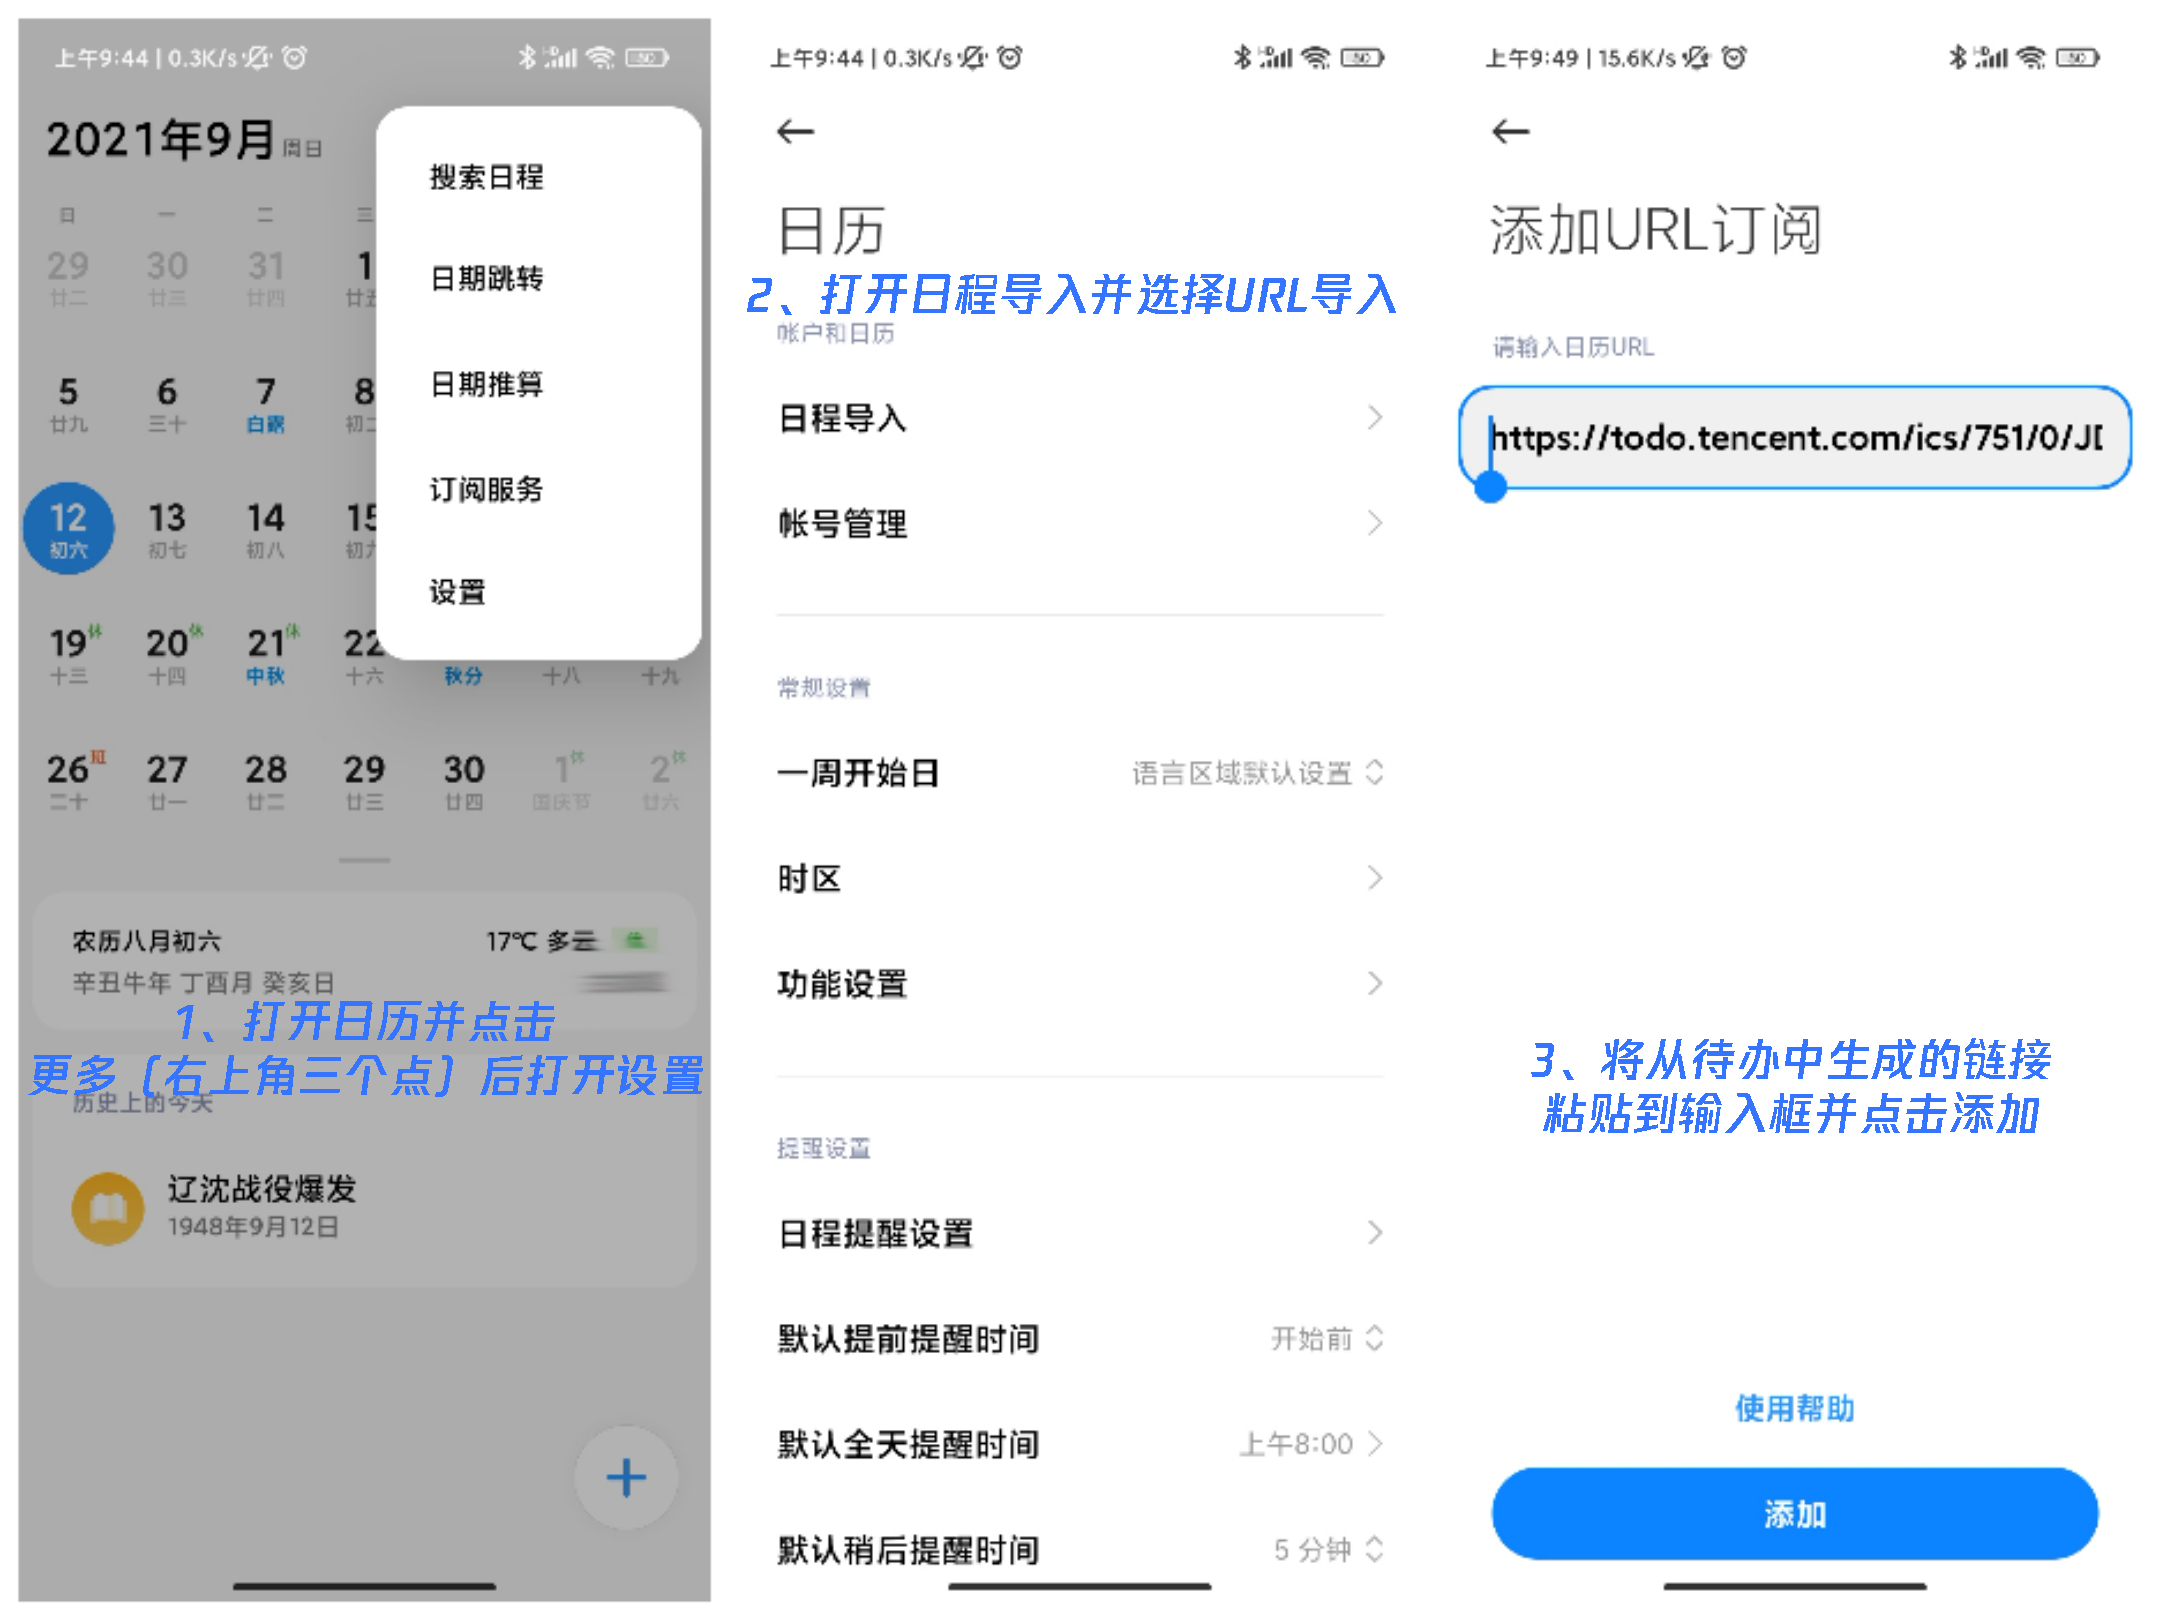 上午9:44 | 0.3K/s
2021年9月 周日
日 一 二 三
29 30 31 1
廿二 廿三 廿四 廿五
5 6 7 8
廿九 三十 白露 初二
12 13 14 15
初六 初七 初八 初九
19休 20休 21休 22
十三 十四 中秋 十六 秋分 十八 十九
26班 27 28 29 30 1休 2休
二十 廿一 廿二 廿三 廿四 国庆节 廿六
搜索日程
日期跳转
日期推算
订阅服务
设置
农历八月初六 17℃ 多云
辛丑牛年 丁酉月 癸亥日
1、打开日历并点击
更多（右上角三个点）后打开设置
历史上的今天
辽沈战役爆发
1948年9月12日
上午9:44 | 0.3K/s
日历
2、打开日程导入并选择URL导入
帐户和日历
日程导入
帐号管理
常规设置
一周开始日 语言区域默认设置
时区
功能设置
提醒设置
日程提醒设置
默认提前提醒时间 开始前
默认全天提醒时间 上午8:00
默认稍后提醒时间 5 分钟
上午9:49 | 15.6K/s
添加URL订阅
请输入日历URL
https://todo.tencent.com/ics/751/0/JD
3、将从待办中生成的链接
粘贴到输入框并点击添加
使用帮助
添加